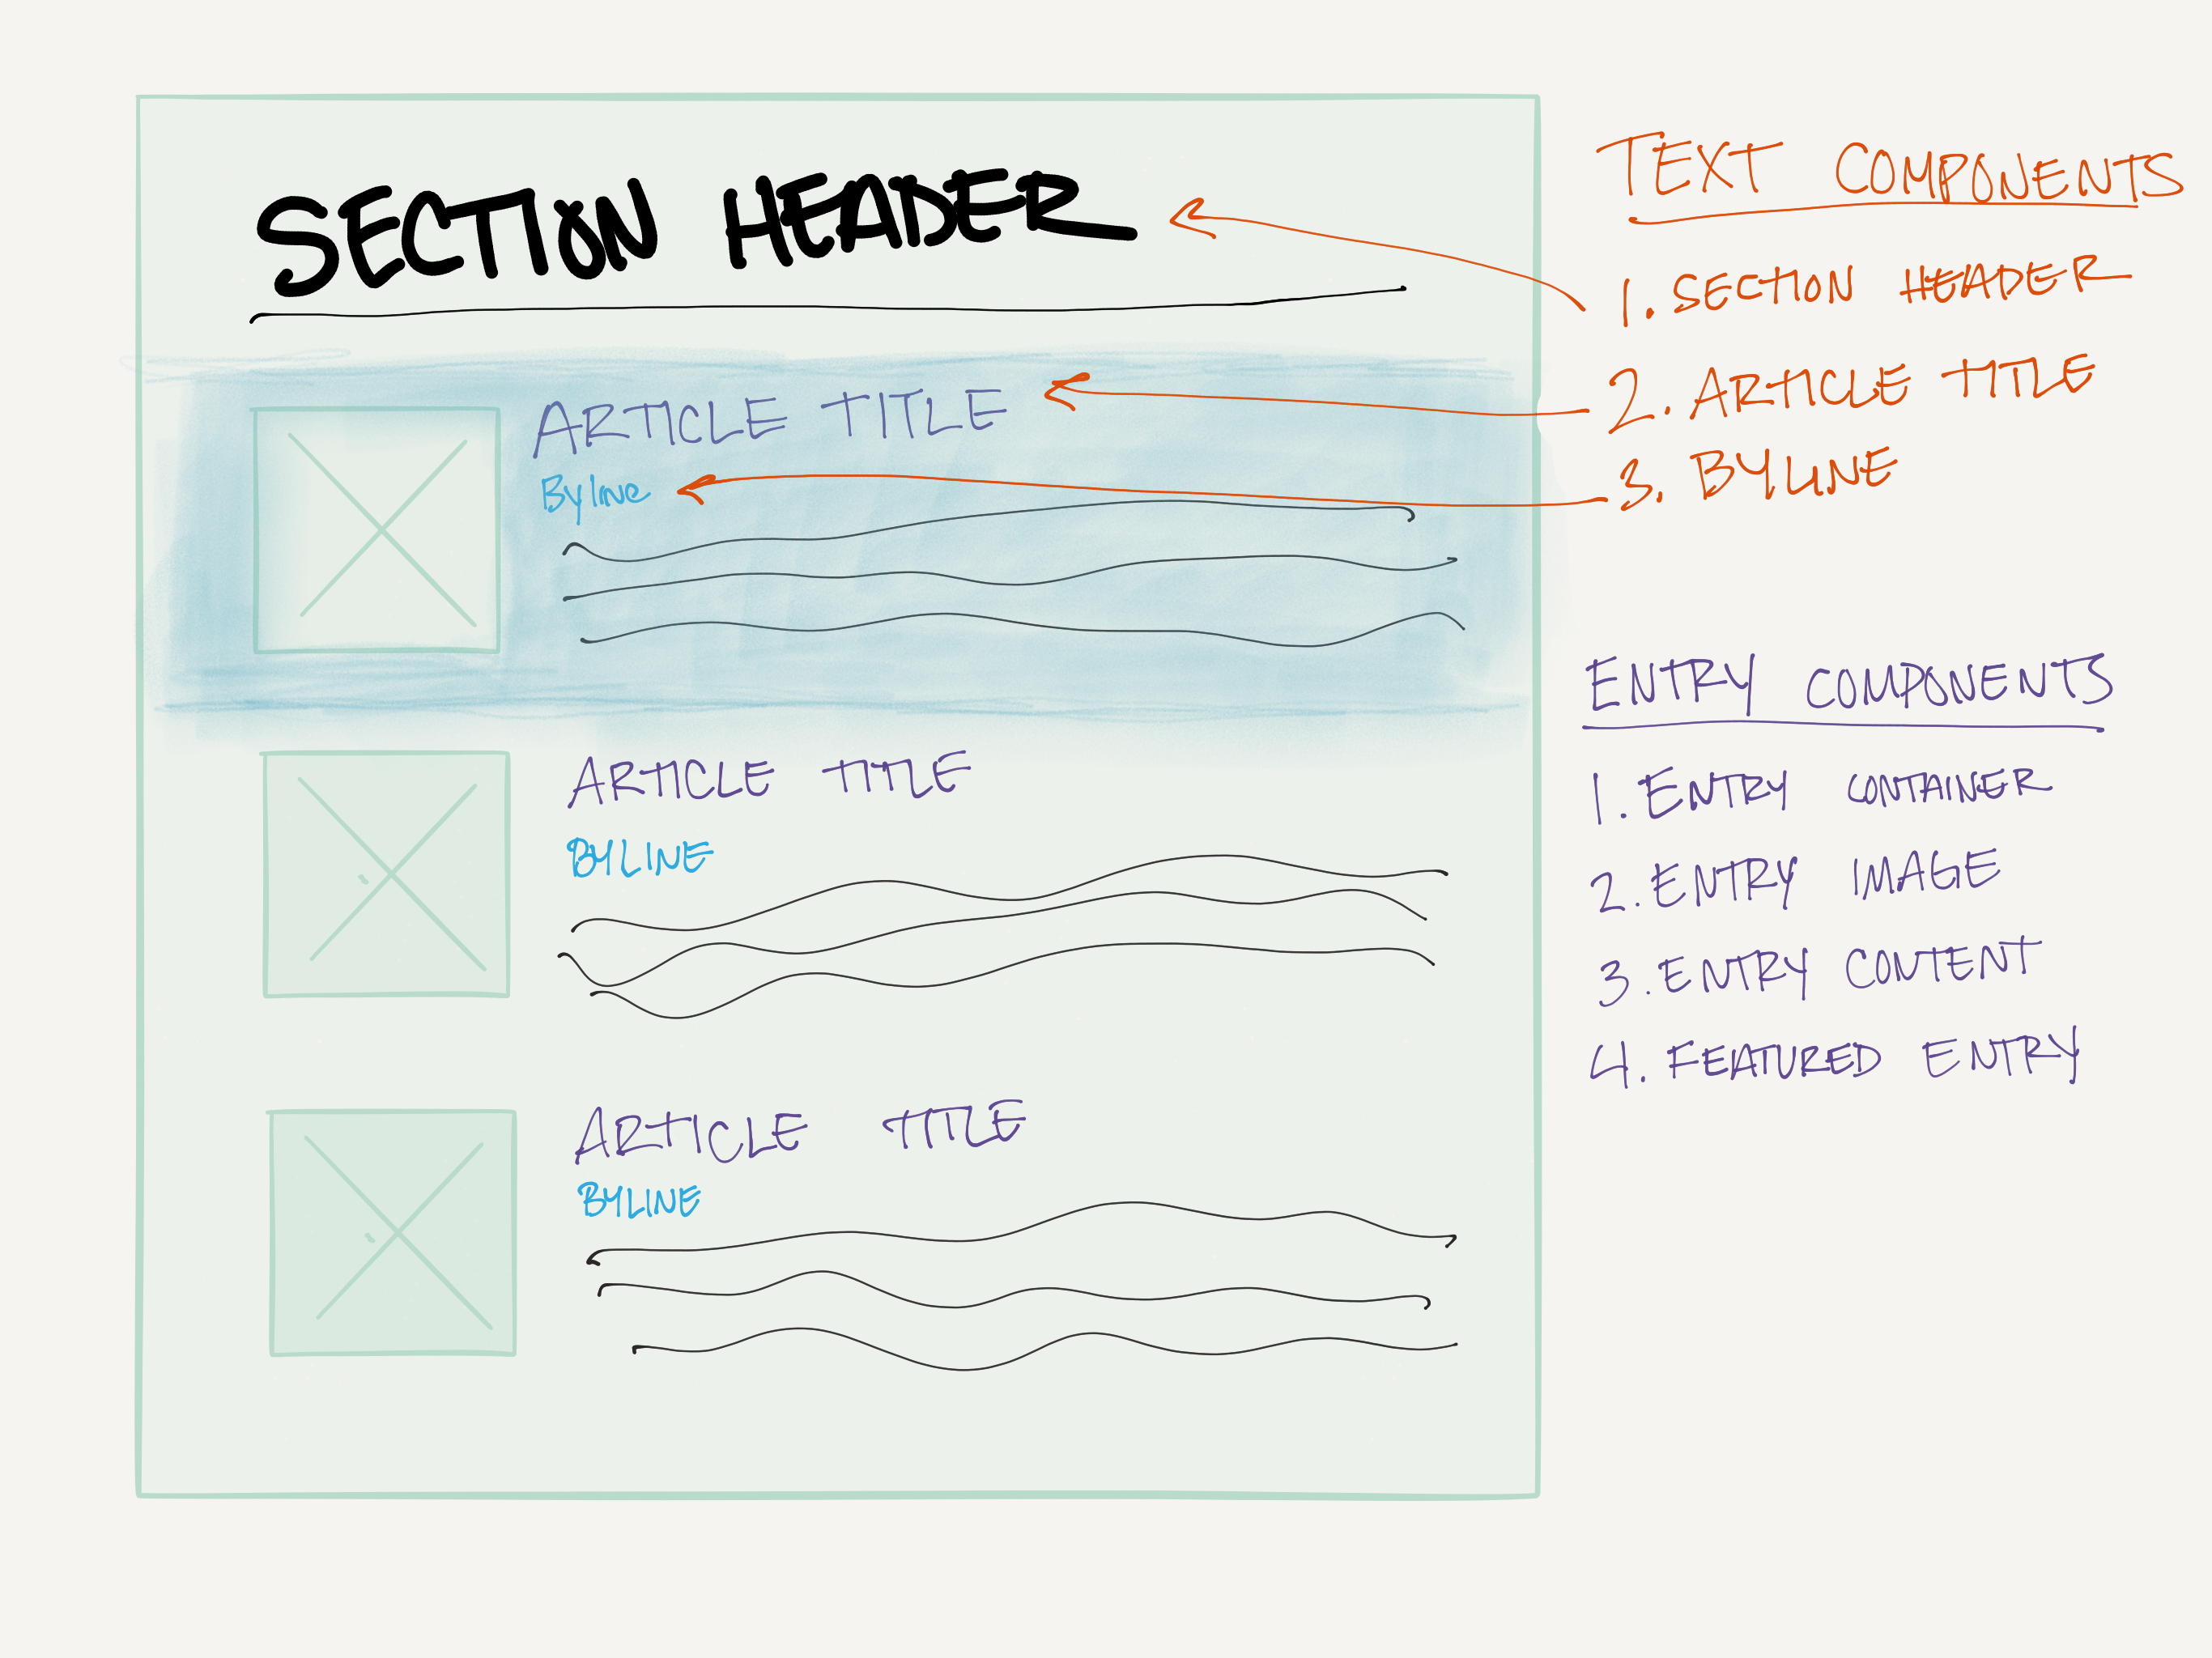 SECTION HEADER
ARTICLE TITLE
Byline
ARTICLE TITLE
BYLINE
ARTICLE TITLE
BYLINE
TEXT COMPONENTS
1. SECTION HEADER
2. ARTICLE TITLE
3. BYLINE
ENTRY COMPONENTS
1. ENTRY CONTAINER
2. ENTRY IMAGE
3. ENTRY CONTENT
4. FEATURED ENTRY